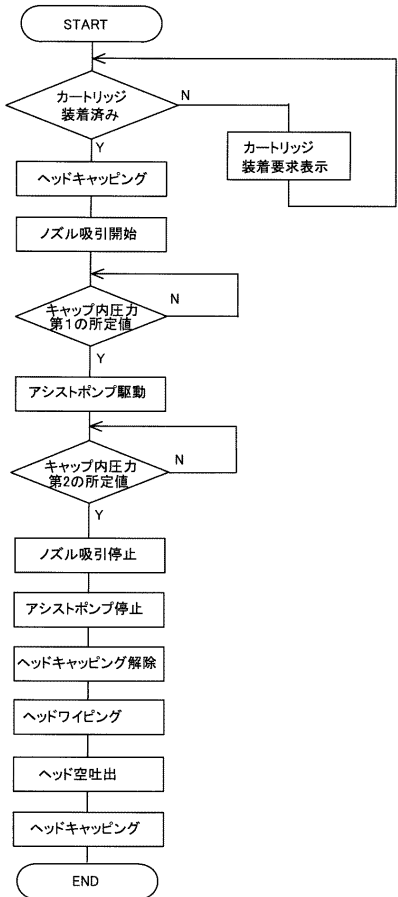 START
カートリッジ
装着済み
N
Y
カートリッジ
装着要求表示
ヘッドキャッピング
ノズル吸引開始
キャップ内圧力
第1の所定値
N
Y
アシストポンプ駆動
キャップ内圧力
第2の所定値
N
Y
ノズル吸引停止
アシストポンプ停止
ヘッドキャッピング解除
ヘッドワイピング
ヘッド空吐出
ヘッドキャッピング
END